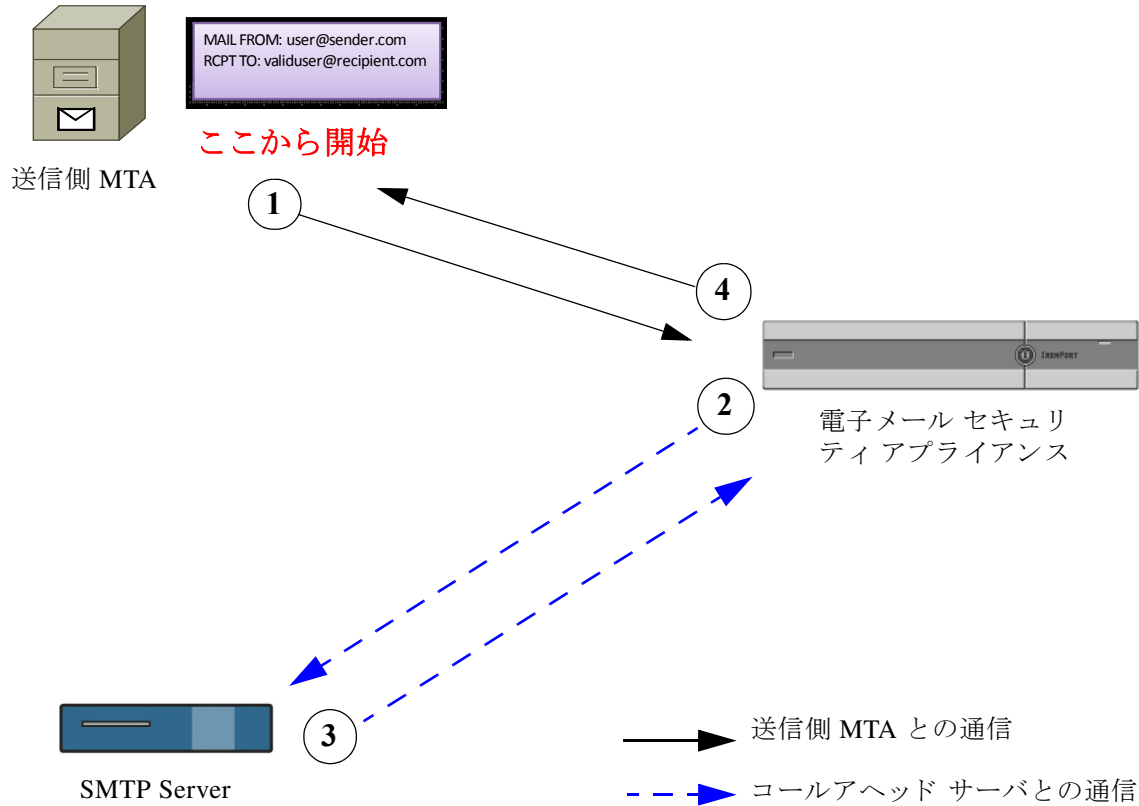 MAIL FROM: user@sender.com
RCPT TO: validuser@recipient.com
ここから開始
送信側 MTA
1
4
IRONPORT
2
電子メール セキュリ
ティ アプライアンス
3
SMTP Server
送信側 MTA との通信
コールアヘッド サーバとの通信